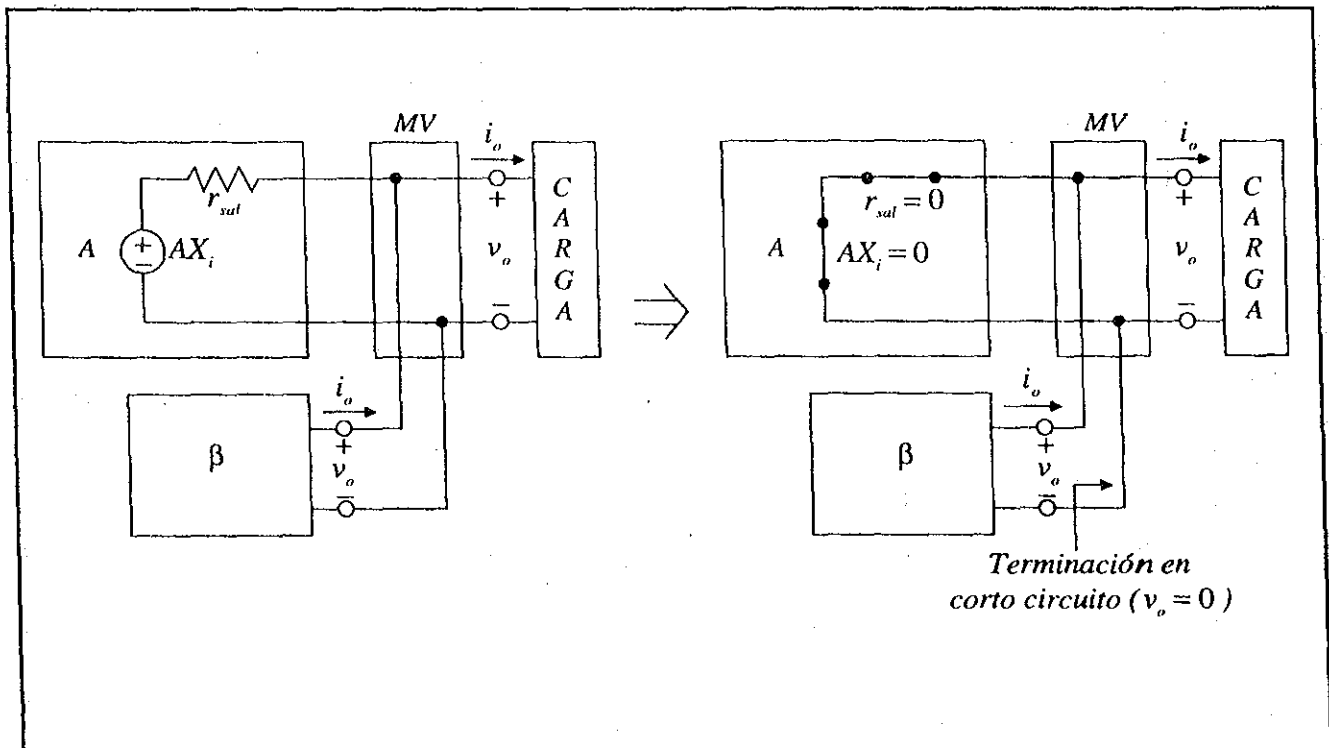 MV
i_o
r_sal
A
+
−
AX_i
+
v_o
−
C
A
R
G
A
β
i_o
+
v_o
−
⇒
MV
i_o
r_sal = 0
A
AX_i = 0
+
v_o
−
C
A
R
G
A
β
i_o
+
v_o
−
Terminación en
corto circuito ( v_o = 0 )